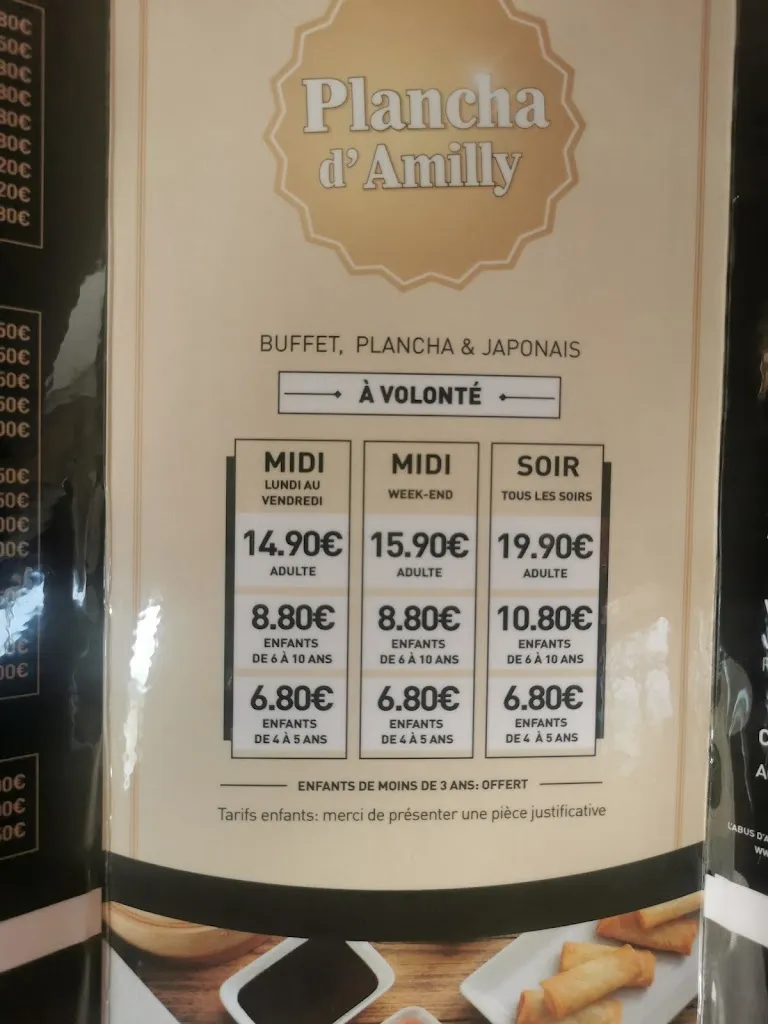 Plancha
d'Amilly
BUFFET, PLANCHA & JAPONAIS
À VOLONTÉ
MIDI
LUNDI AU
VENDREDI
14.90€
ADULTE
8.80€
ENFANTS
DE 6 À 10 ANS
6.80€
ENFANTS
DE 4 À 5 ANS
MIDI
WEEK-END
15.90€
ADULTE
8.80€
ENFANTS
DE 6 À 10 ANS
6.80€
ENFANTS
DE 4 À 5 ANS
SOIR
TOUS LES SOIRS
19.90€
ADULTE
10.80€
ENFANTS
DE 6 À 10 ANS
6.80€
ENFANTS
DE 4 À 5 ANS
ENFANTS DE MOINS DE 3 ANS: OFFERT
Tarifs enfants: merci de présenter une pièce justificative
L'ABUS